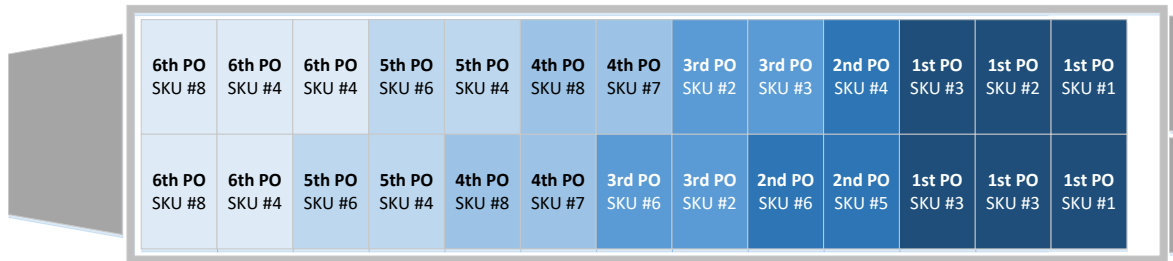 6th PO 6th PO 6th PO 5th PO 5th PO 4th PO 4th PO 3rd PO 3rd PO 2nd PO 1st PO 1st PO 1st PO
SKU #8 SKU #4 SKU #4 SKU #6 SKU #4 SKU #8 SKU #7 SKU #2 SKU #3 SKU #4 SKU #3 SKU #2 SKU #1
6th PO 6th PO 5th PO 5th PO 4th PO 4th PO 3rd PO 3rd PO 2nd PO 2nd PO 1st PO 1st PO 1st PO
SKU #8 SKU #4 SKU #6 SKU #4 SKU #8 SKU #7 SKU #6 SKU #2 SKU #6 SKU #5 SKU #3 SKU #3 SKU #1